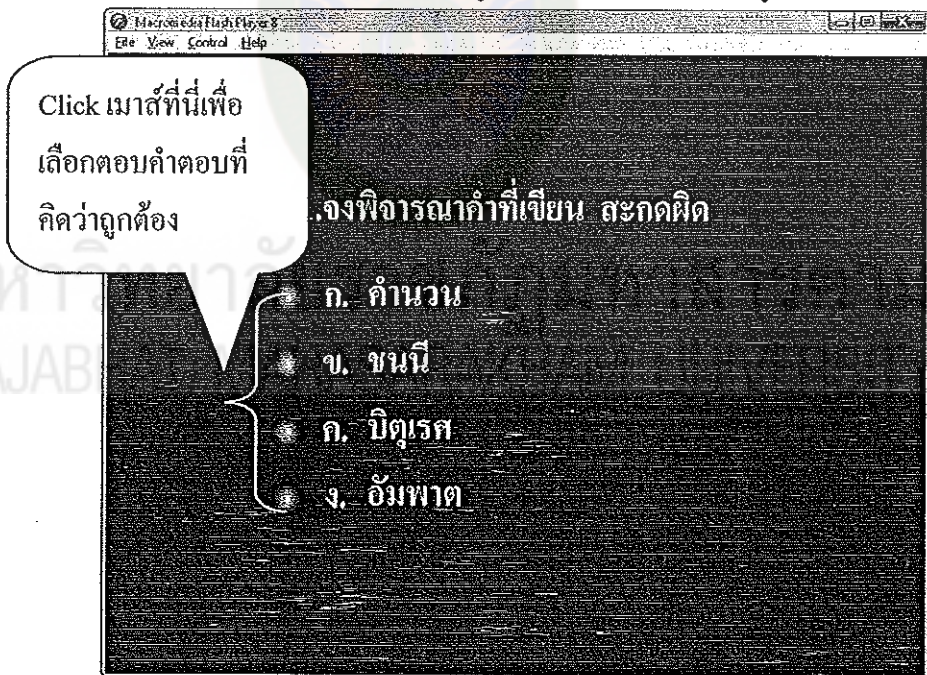 Macromedia Flash Player 8
File View Control Help
Click เมาส์ที่นี่เพื่อ
เลือกตอบคำตอบที่
คิดว่าถูกต้อง
..จงพิจารณาคำที่เขียน สะกดผิด
ก. คำนวน
ข. ชนนี
ค. บิตุเรศ
ง. อัมพาต